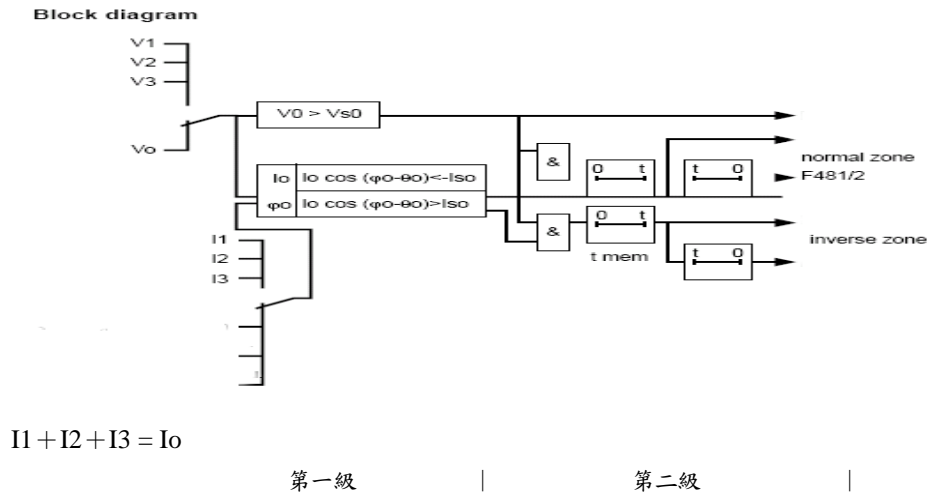 Block diagram
V1
V2
V3
Vo
V0 > Vs0
Io
Io cos (φo-θo)<-Iso
φo
Io cos (φo-θo)>Iso
I1
I2
I3
&
0 t
t 0
normal zone
F481/2
&
0 t
t mem
inverse zone
t 0
I1＋I2＋I3 = Io
第一級 | 第二級 |